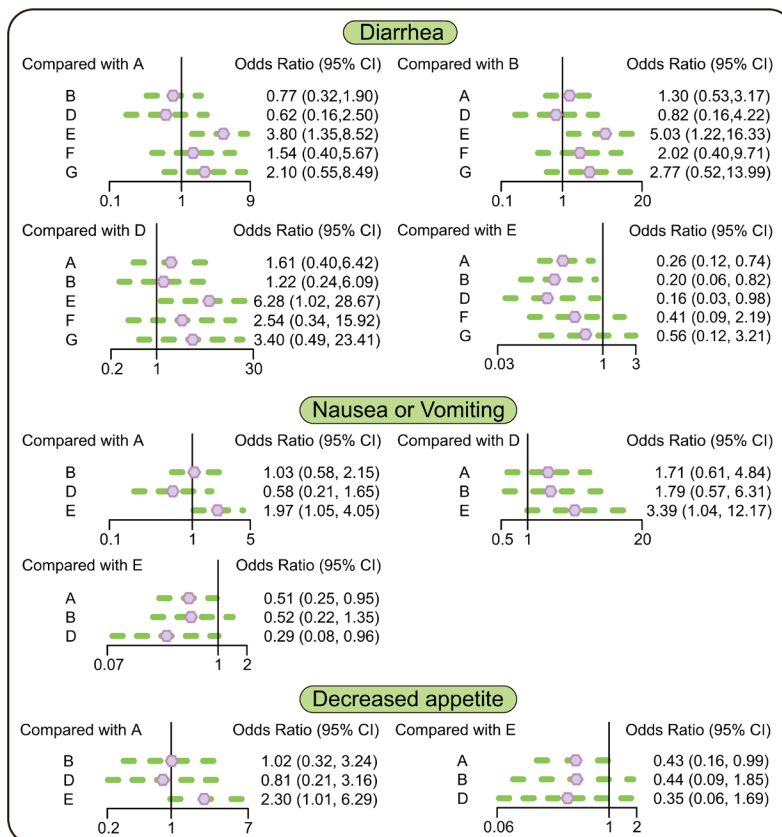 Diarrhea
Compared with A Odds Ratio (95% CI)
B 0.77 (0.32,1.90)
D 0.62 (0.16,2.50)
E 3.80 (1.35,8.52)
F 1.54 (0.40,5.67)
G 2.10 (0.55,8.49)
0.1 1 9
Compared with B Odds Ratio (95% CI)
A 1.30 (0.53,3.17)
D 0.82 (0.16,4.22)
E 5.03 (1.22,16.33)
F 2.02 (0.40,9.71)
G 2.77 (0.52,13.99)
0.1 1 20
Compared with D Odds Ratio (95% CI)
A 1.61 (0.40,6.42)
B 1.22 (0.24,6.09)
E 6.28 (1.02, 28.67)
F 2.54 (0.34, 15.92)
G 3.40 (0.49, 23.41)
0.2 1 30
Compared with E Odds Ratio (95% CI)
A 0.26 (0.12, 0.74)
B 0.20 (0.06, 0.82)
D 0.16 (0.03, 0.98)
F 0.41 (0.09, 2.19)
G 0.56 (0.12, 3.21)
0.03 1 3
Nausea or Vomiting
Compared with A Odds Ratio (95% CI)
B 1.03 (0.58, 2.15)
D 0.58 (0.21, 1.65)
E 1.97 (1.05, 4.05)
0.1 1 5
Compared with D Odds Ratio (95% CI)
A 1.71 (0.61, 4.84)
B 1.79 (0.57, 6.31)
E 3.39 (1.04, 12.17)
0.5 1 20
Compared with E Odds Ratio (95% CI)
A 0.51 (0.25, 0.95)
B 0.52 (0.22, 1.35)
D 0.29 (0.08, 0.96)
0.07 1 2
Decreased appetite
Compared with A Odds Ratio (95% CI)
B 1.02 (0.32, 3.24)
D 0.81 (0.21, 3.16)
E 2.30 (1.01, 6.29)
0.2 1 7
Compared with E Odds Ratio (95% CI)
A 0.43 (0.16, 0.99)
B 0.44 (0.09, 1.85)
D 0.35 (0.06, 1.69)
0.06 1 2